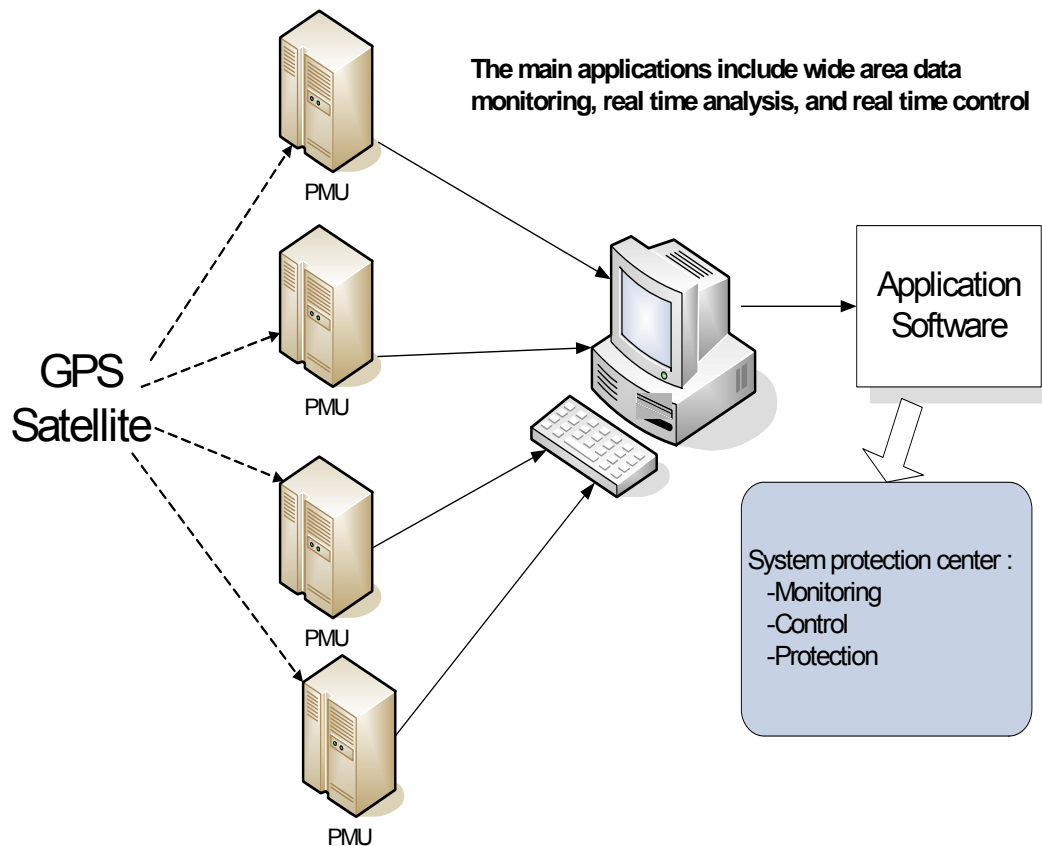 The main applications include wide area data
monitoring, real time analysis, and real time control
PMU
PMU
GPS
Satellite
PMU
PMU
Application
Software
System protection center :
-Monitoring
-Control
-Protection